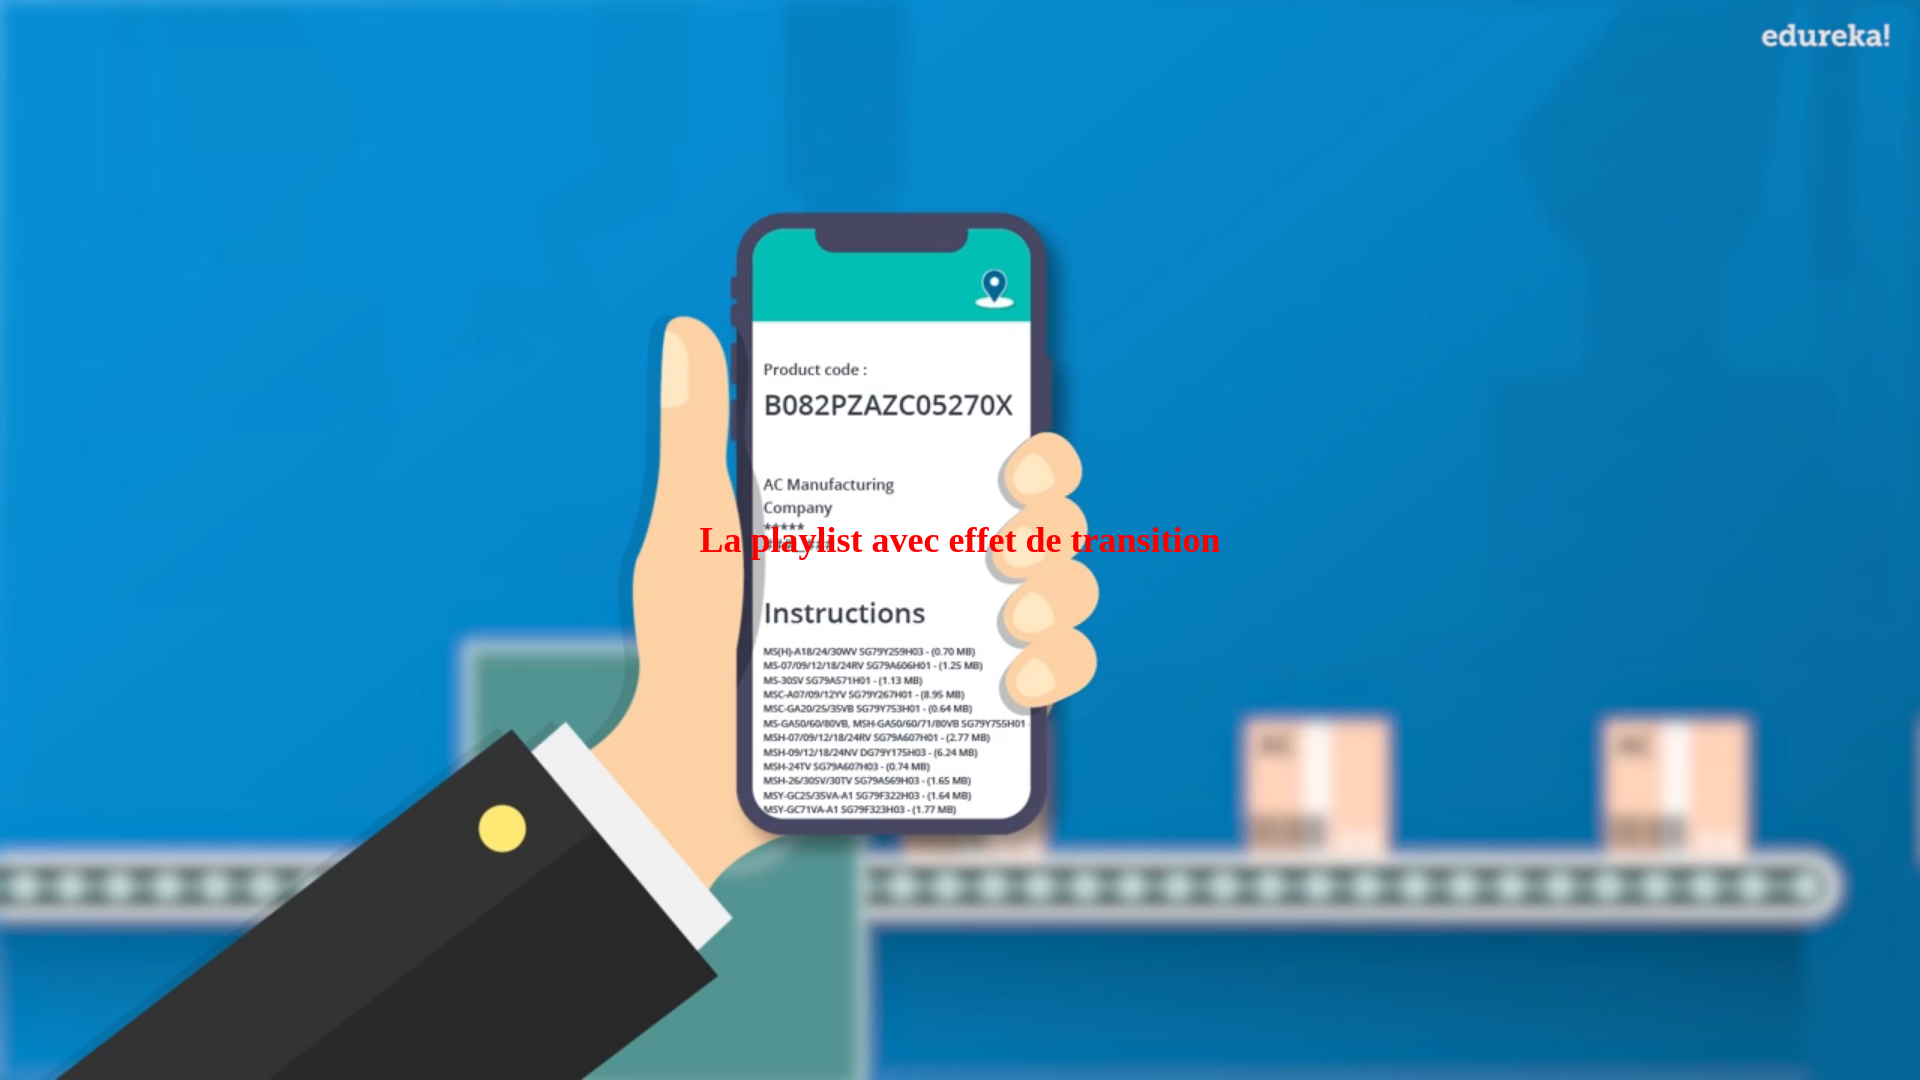 edureka!
Product code :
B082PZAZC05270X
AC Manufacturing
Company
*****
La playlist avec effet de transition
Instructions
MS(H)-A18/24/30WV SG79Y259H03 - (0.70 MB)
MS-07/09/12/18/24RV SG79A606H01 - (1.25 MB)
MS-30SV SG79A571H01 - (1.13 MB)
MSC-A07/09/12YV SG79Y267H01 - (8.95 MB)
MSC-GA20/25/35VB SG79Y753H01 - (0.64 MB)
MS-GA50/60/80VB, MSH-GA50/60/71/80VB SG79Y755H01 -
MSH-07/09/12/18/24RV SG79A607H01 - (2.77 MB)
MSH-09/12/18/24NV DG79Y175H03 - (6.24 MB)
MSH-24TV SG79A607H03 - (0.74 MB)
MSH-26/30SV/30TV SG79A569H03 - (1.65 MB)
MSY-GC25/35VA-A1 SG79F322H03 - (1.64 MB)
MSY-GC71VA-A1 SG79F323H03 - (1.77 MB)